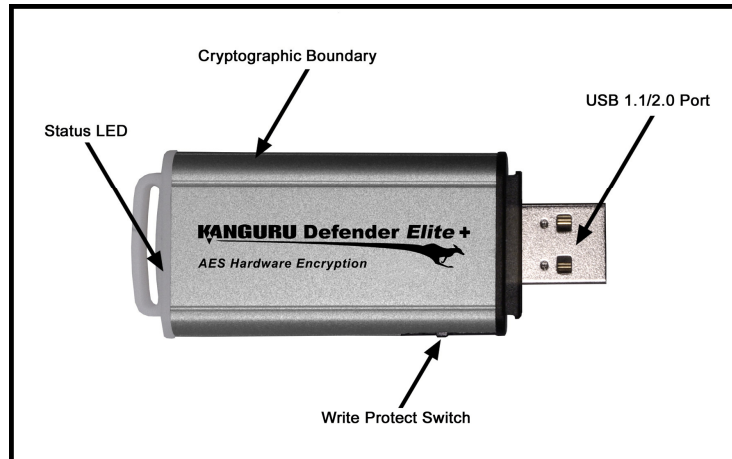 Cryptographic Boundary
USB 1.1/2.0 Port
Status LED
KANGURU Defender Elite+
AES Hardware Encryption
Write Protect Switch